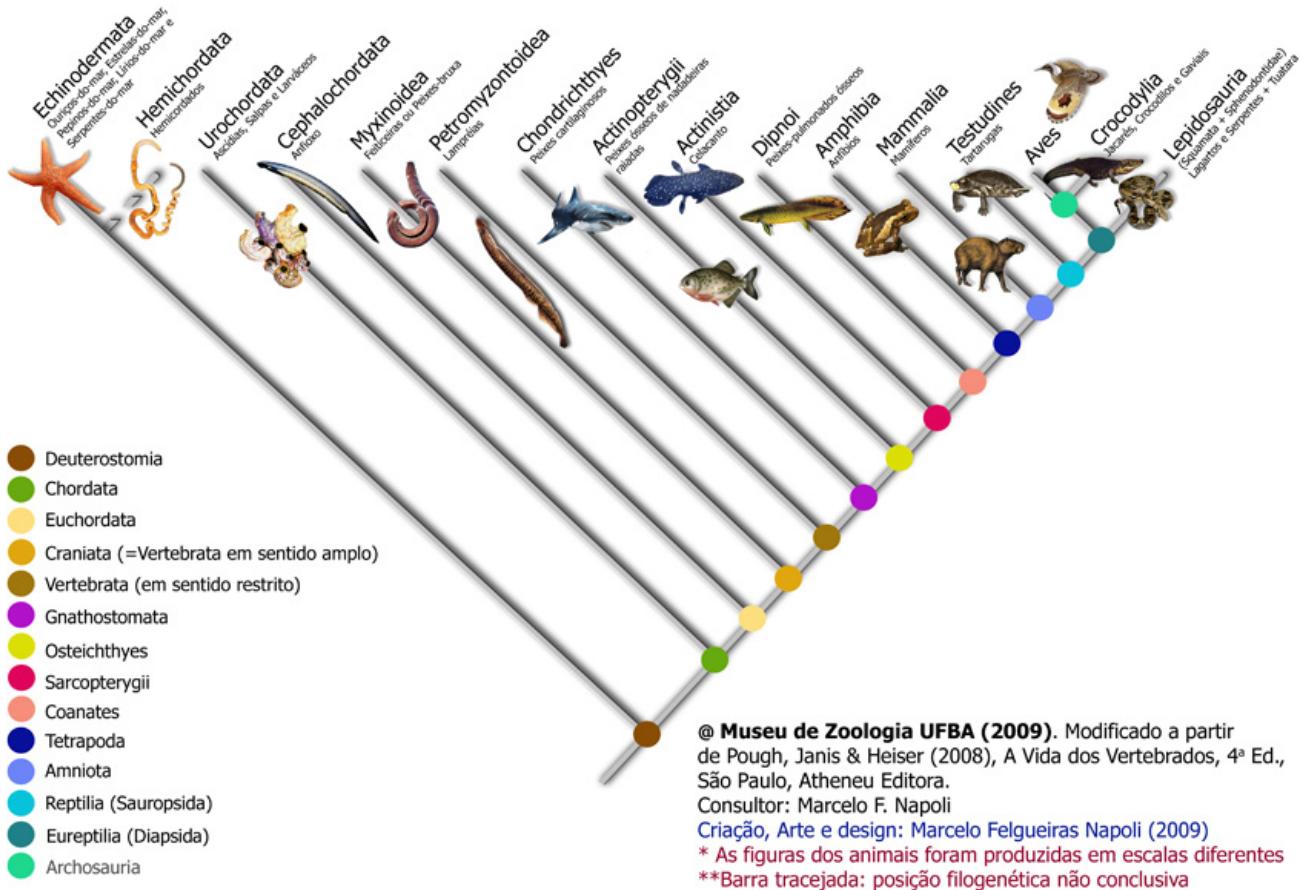 Echinodermata
Ouriços-do-mar, Estrelas-do-mar,
Pepinos-do-mar, Lírios-do-mar e
Serpentes-do-mar
Hemichordata
Hemicordados
Urochordata
Ascídias, Salpas e Larváceos
Cephalochordata
Anfioxo
Myxinoidea
Feiticeiras ou Peixes-bruxa
Petromyzontoidea
Lampréias
Chondrichthyes
Peixes cartilaginosos
Actinopterygii
Peixes ósseos de nadadeiras
raiadas
Actinistia
Celacanto
Dipnoi
Peixes-pulmonados ósseos
Amphibia
Anfíbios
Mammalia
Mamíferos
Testudines
Tartarugas
Aves
Crocodylia
Jacarés, Crocodilos e Gaviais
Lepidosauria
(Squamata + Sphenodontidae)
Lagartos e Serpentes + Tuatara
Deuterostomia
Chordata
Euchordata
Craniata (=Vertebrata em sentido amplo)
Vertebrata (em sentido restrito)
Gnathostomata
Osteichthyes
Sarcopterygii
Coanates
Tetrapoda
Amniota
Reptilia (Sauropsida)
Eureptilia (Diapsida)
Archosauria
@ Museu de Zoologia UFBA (2009). Modificado a partir
de Pough, Janis & Heiser (2008), A Vida dos Vertebrados, 4ª Ed.,
São Paulo, Atheneu Editora.
Consultor: Marcelo F. Napoli
Criação, Arte e design: Marcelo Felgueiras Napoli (2009)
* As figuras dos animais foram produzidas em escalas diferentes
**Barra tracejada: posição filogenética não conclusiva